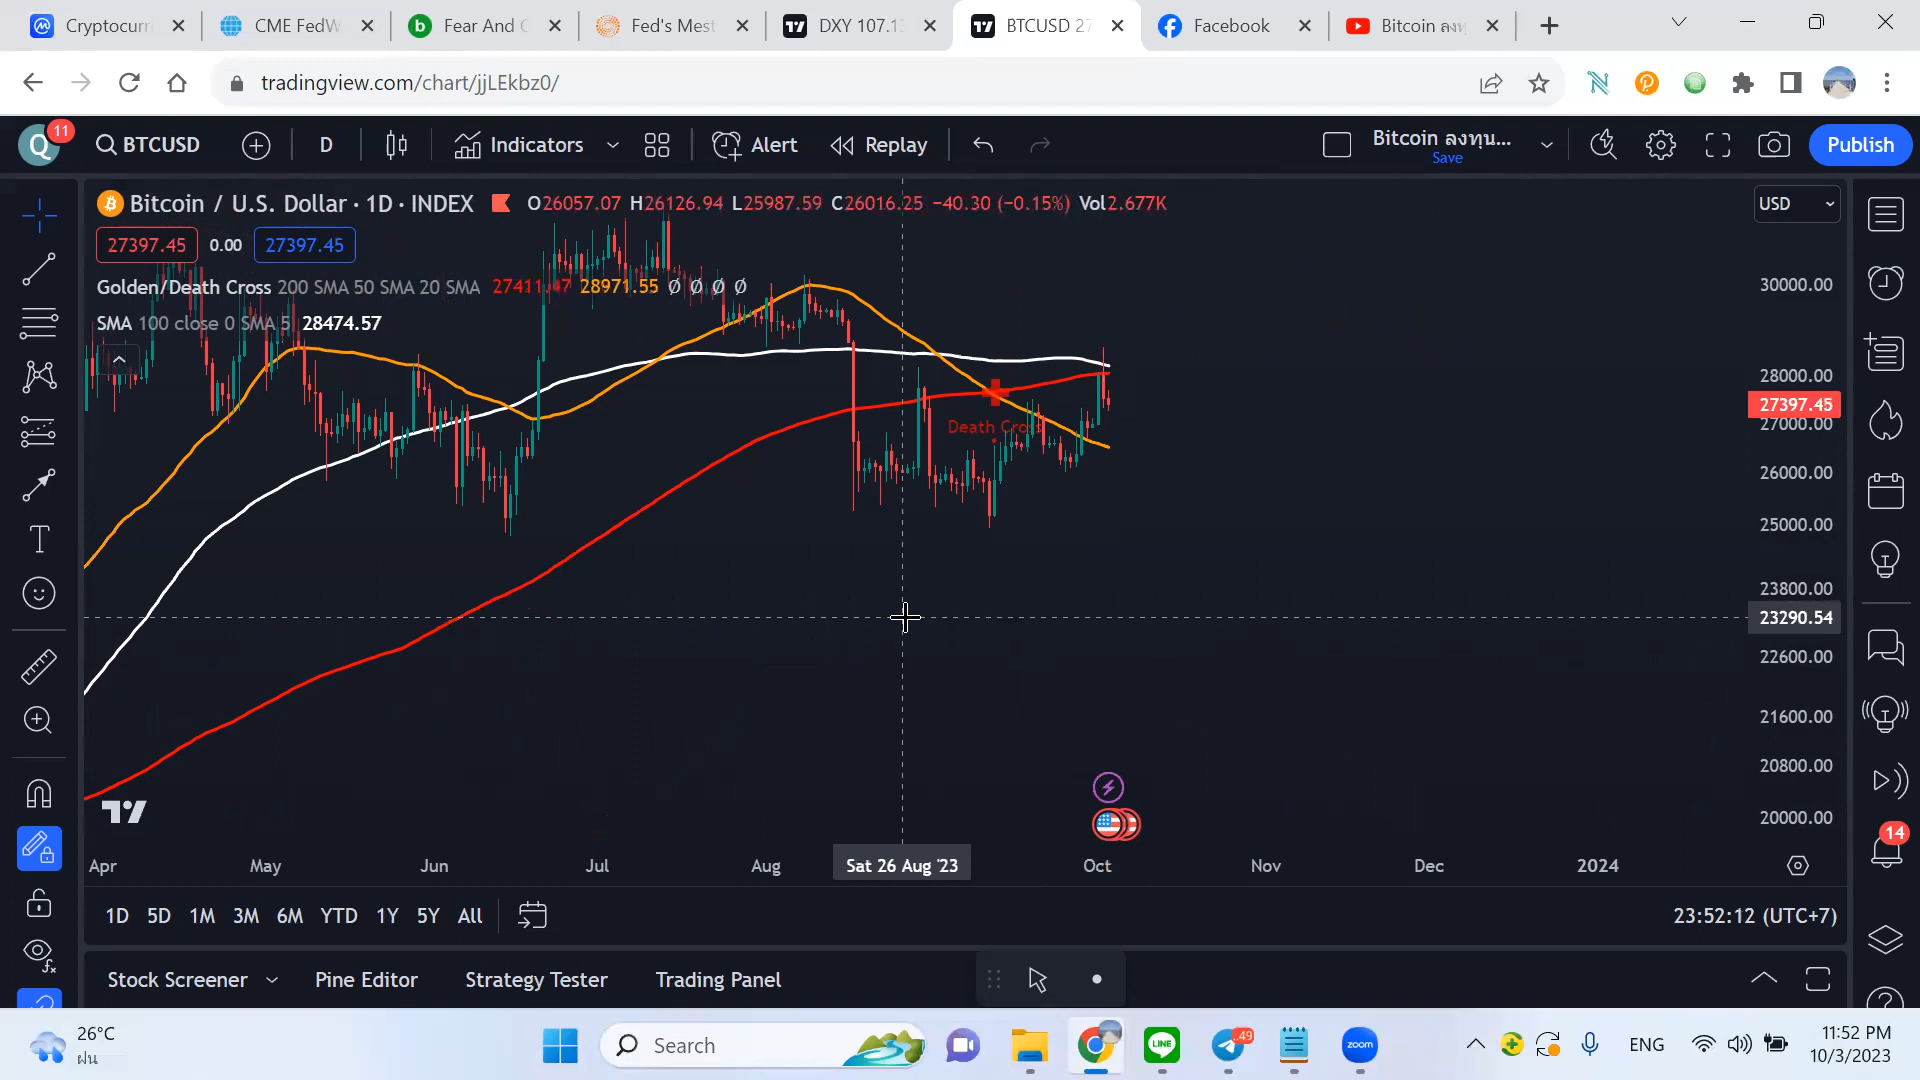 Cryptocurr
CME FedW
Fear And
Fed's Mest
DXY 107.1
BTCUSD 27
Facebook
Bitcoin ลงทุ
tradingview.com/chart/jjLEkbz0/
Q 11
BTCUSD
D
Indicators
Alert
Replay
Bitcoin ลงทุน...
Save
Publish
Bitcoin / U.S. Dollar · 1D · INDEX O26057.07 H26126.94 L25987.59 C26016.25 −40.30 (−0.15%) Vol2.677K
USD
27397.45 0.00 27397.45
Golden/Death Cross 200 SMA 50 SMA 20 SMA 27411.47 28971.55 Ø Ø Ø Ø
SMA 100 close 0 SMA 5 28474.57
Death Cross
30000.00
28000.00
27397.45
27000.00
26000.00
25000.00
23800.00
23290.54
22600.00
21600.00
20800.00
20000.00
14
Apr May Jun Jul Aug Sat 26 Aug '23 Oct Nov Dec 2024
1D 5D 1M 3M 6M YTD 1Y 5Y All
23:52:12 (UTC+7)
Stock Screener Pine Editor Strategy Tester Trading Panel
26°C
ฝน
Search
LINE
49
zoom
ENG
11:52 PM
10/3/2023